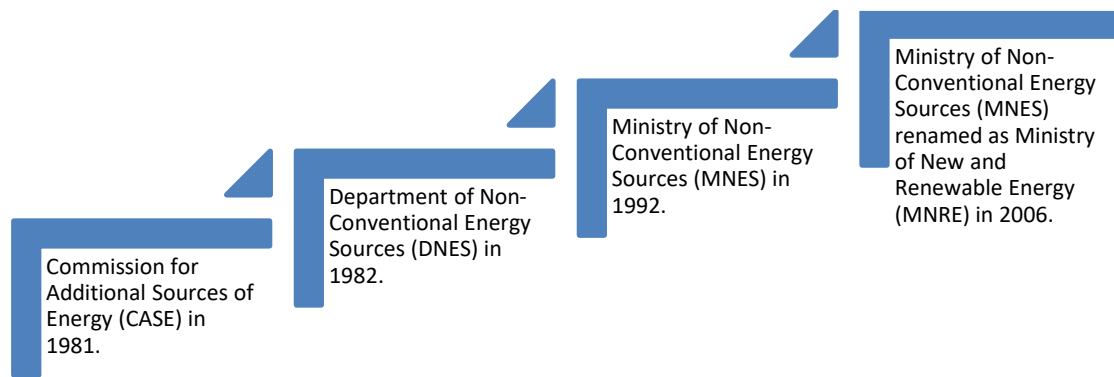 Commission for
Additional Sources of
Energy (CASE) in
1981.
Department of Non-
Conventional Energy
Sources (DNES) in
1982.
Ministry of Non-
Conventional Energy
Sources (MNES) in
1992.
Ministry of Non-
Conventional Energy
Sources (MNES)
renamed as Ministry
of New and
Renewable Energy
(MNRE) in 2006.